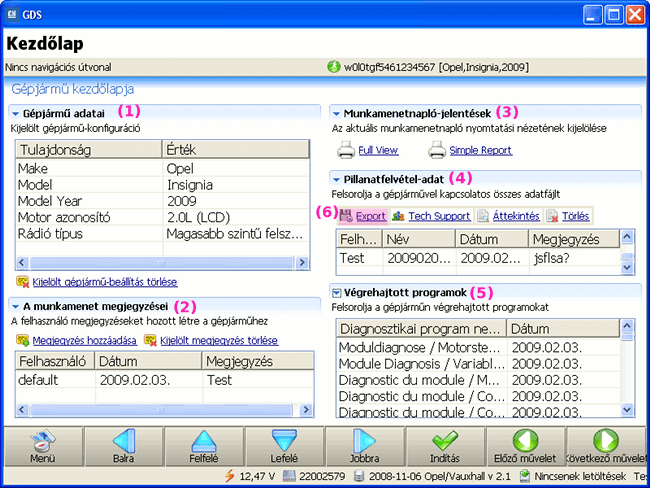 GDS
Kezdőlap
Nincs navigációs útvonal
w0l0tgf5461234567 [Opel,Insignia,2009]
Gépjármű kezdőlapja
Gépjármű adatai (1)
Kijelölt gépjármű-konfiguráció
Tulajdonság Érték
Make Opel
Model Insignia
Model Year 2009
Motor azonosító 2.0L (LCD)
Rádió típus Magasabb szintű felsz...
Kijelölt gépjármű-beállítás törlése
A munkamenet megjegyzései (2)
A felhasználó megjegyzéseket hozott létre a gépjárműhez
Megjegyzés hozzáadása Kijelölt megjegyzés törlése
Felhasználó Dátum Megjegyzés
default 2009.02.03. Test
Munkamenetnapló-jelentések (3)
Az aktuális munkamenetnapló nyomtatási nézetének kijelölése
Full View Simple Report
Pillanatfelvétel-adat (4)
Felsorolja a gépjárművel kapcsolatos összes adatfájlt
(6) Export Tech Support Áttekintés Törlés
Felh... Név Dátum Megjegyzés
Test 2009020... 2009.02.... jsflsa?
Végrehajtott programok (5)
Felsorolja a gépjárművön végrehajtott programokat
Diagnosztikai program ne... Dátum
Moduldiagnose / Motorste... 2009.02.03.
Module Diagnosis / Variabl... 2009.02.03.
Diagnostic du module / M... 2009.02.03.
Diagnostic du module / Co... 2009.02.03.
Diagnostic du module / Co... 2009.02.03.
Menü Balra Felfelé Lefelé Jobbra Indítás Előző művelet Következő művelet
12,47 V 22002579 2008-11-06 Opel/Vauxhall v 2.1 Nincsenek letöltések Te